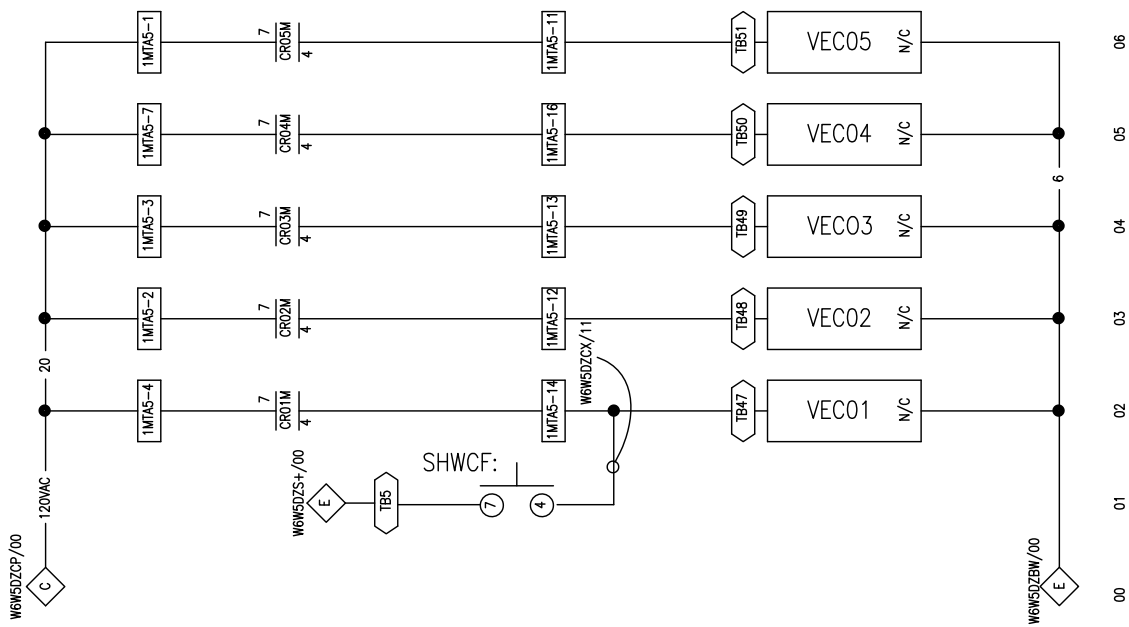 1MTA5-1
7
CR05M
4
1MTA5-11
TB51
VEC05
N/C
06
1MTA5-7
7
CR04M
4
1MTA5-16
TB50
VEC04
N/C
05
6
1MTA5-3
7
CR03M
4
1MTA5-13
TB49
VEC03
N/C
04
1MTA5-2
7
CR02M
4
1MTA5-12
TB48
VEC02
N/C
03
20
W6W5DZCX/11
1MTA5-4
7
CR01M
4
1MTA5-14
TB47
VEC01
N/C
02
SHWCF:
W6W5DZS+/00
E
TB5
7
4
120VAC
01
W6W5DZCP/00
C
W6W5DZBW/00
E
00